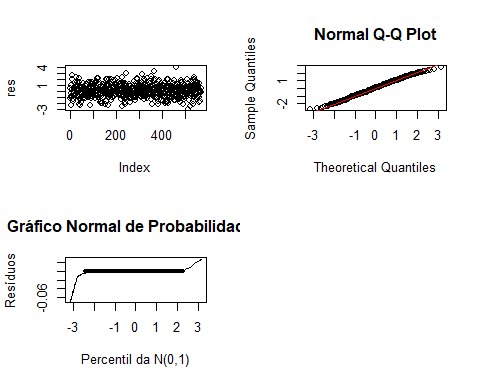 res
-3 1 4
0 200 400
Index
Normal Q-Q Plot
Sample Quantiles
-2 1
-3 -2 -1 0 1 2 3
Theoretical Quantiles
Gráfico Normal de Probabilidad
Resíduos
-0.06
-3 -1 0 1 2 3
Percentil da N(0,1)